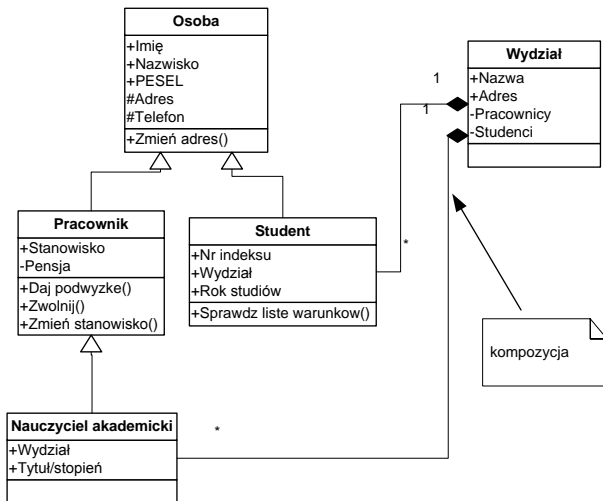 Osoba
+Imię
+Nazwisko
+PESEL
#Adres
#Telefon
+Zmień adres()
Wydział
+Nazwa
+Adres
-Pracownicy
-Studenci
1
1
Pracownik
+Stanowisko
-Pensja
+Daj podwyzke()
+Zwolnij()
+Zmień stanowisko()
Student
+Nr indeksu
+Wydział
+Rok studiów
+Sprawdz liste warunkow()
*
kompozycja
Nauczyciel akademicki
+Wydział
+Tytuł/stopień
*